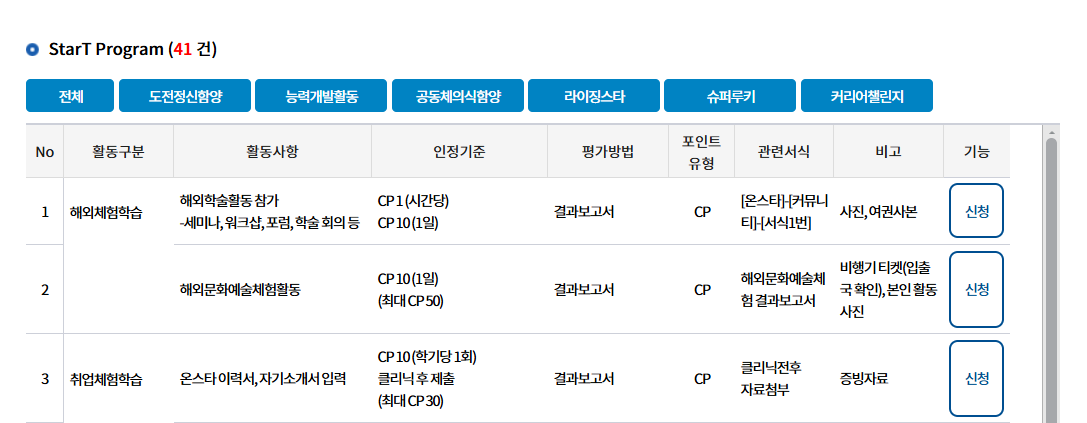 StarT Program (41 건)
전체 도전정신함양 능력개발활동 공동체의식함양 라이징스타 슈퍼루키 커리어챌린지
No 활동구분 활동사항 인정기준 평가방법 포인트 유형 관련서식 비고 기능
1 해외체험학습
해외학술활동 참가
-세미나, 워크샵, 포럼, 학술 회의 등
CP 1 (시간당)
CP 10 (1일)
결과보고서
CP
[온스타]-[커뮤니
티]-[서식1번]
사진, 여권사본
신청
2
해외문화예술체험활동
CP 10 (1일)
(최대 CP 50)
결과보고서
CP
해외문화예술체
험 결과보고서
비행기 티켓(입출
국 확인), 본인 활동
사진
신청
3 취업체험학습
온스타 이력서, 자기소개서 입력
CP 10 (학기당 1회)
클리닉 후 제출
(최대 CP 30)
결과보고서
CP
클리닉전후
자료첨부
증빙자료
신청